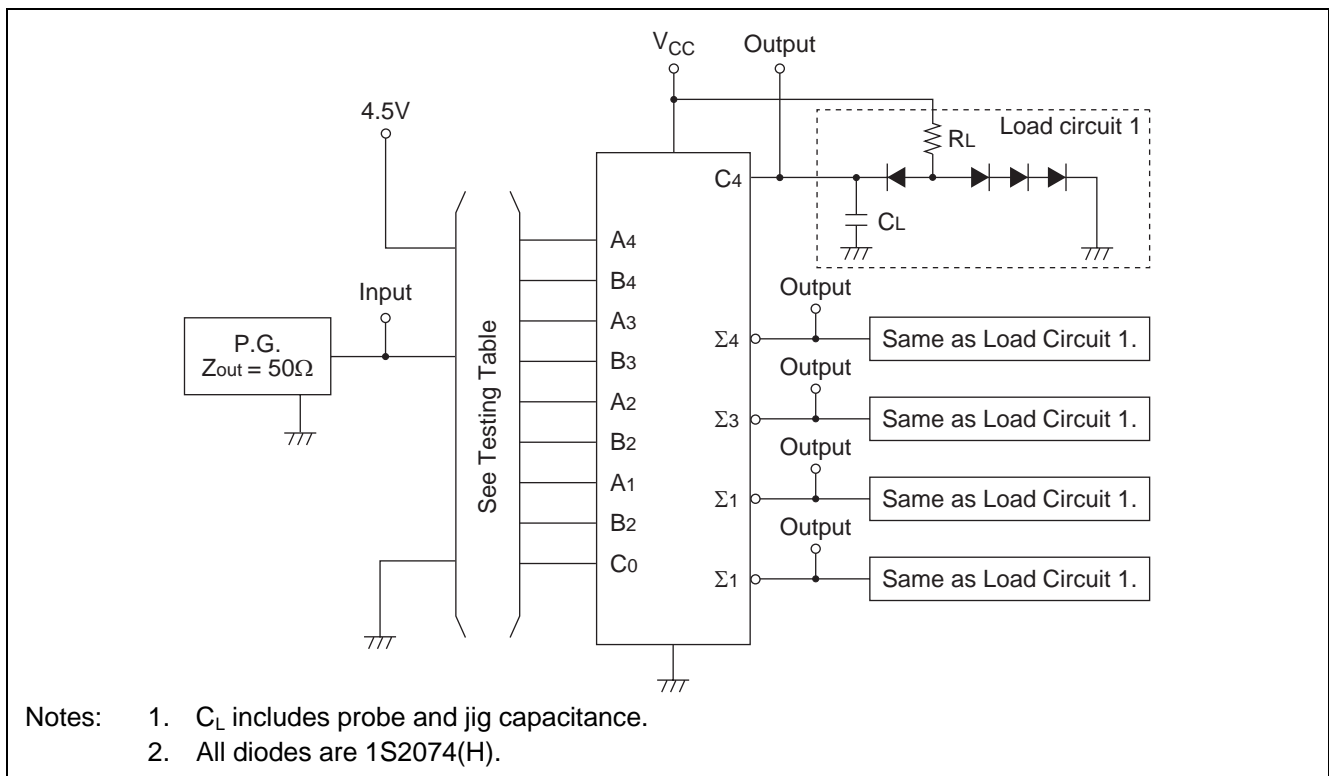 V_CC
Output
4.5V
Load circuit 1
RL
C4
CL
A4
B4
Input
A3
P.G.
Zout = 50Ω
B3
A2
B2
A1
B2
C0
See Testing Table
Output
Σ4
Same as Load Circuit 1.
Output
Σ3
Same as Load Circuit 1.
Output
Σ1
Same as Load Circuit 1.
Output
Σ1
Same as Load Circuit 1.
Notes: 1. C_L includes probe and jig capacitance.
2. All diodes are 1S2074(H).